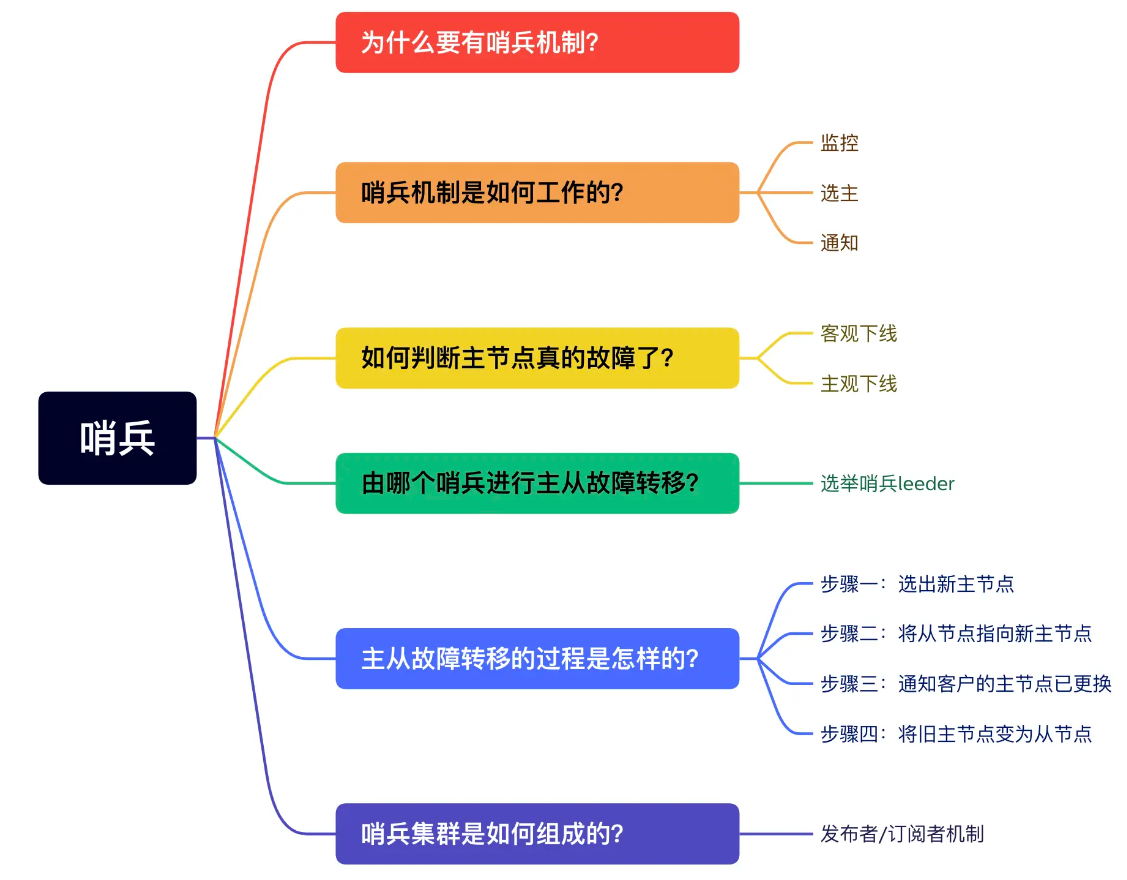 哨兵
为什么要有哨兵机制?
哨兵机制是如何工作的?
监控
选主
通知
如何判断主节点真的故障了?
客观下线
主观下线
由哪个哨兵进行主从故障转移?
选举哨兵leeder
主从故障转移的过程是怎样的?
步骤一：选出新主节点
步骤二：将从节点指向新主节点
步骤三：通知客户的主节点已更换
步骤四：将旧主节点变为从节点
哨兵集群是如何组成的?
发布者/订阅者机制